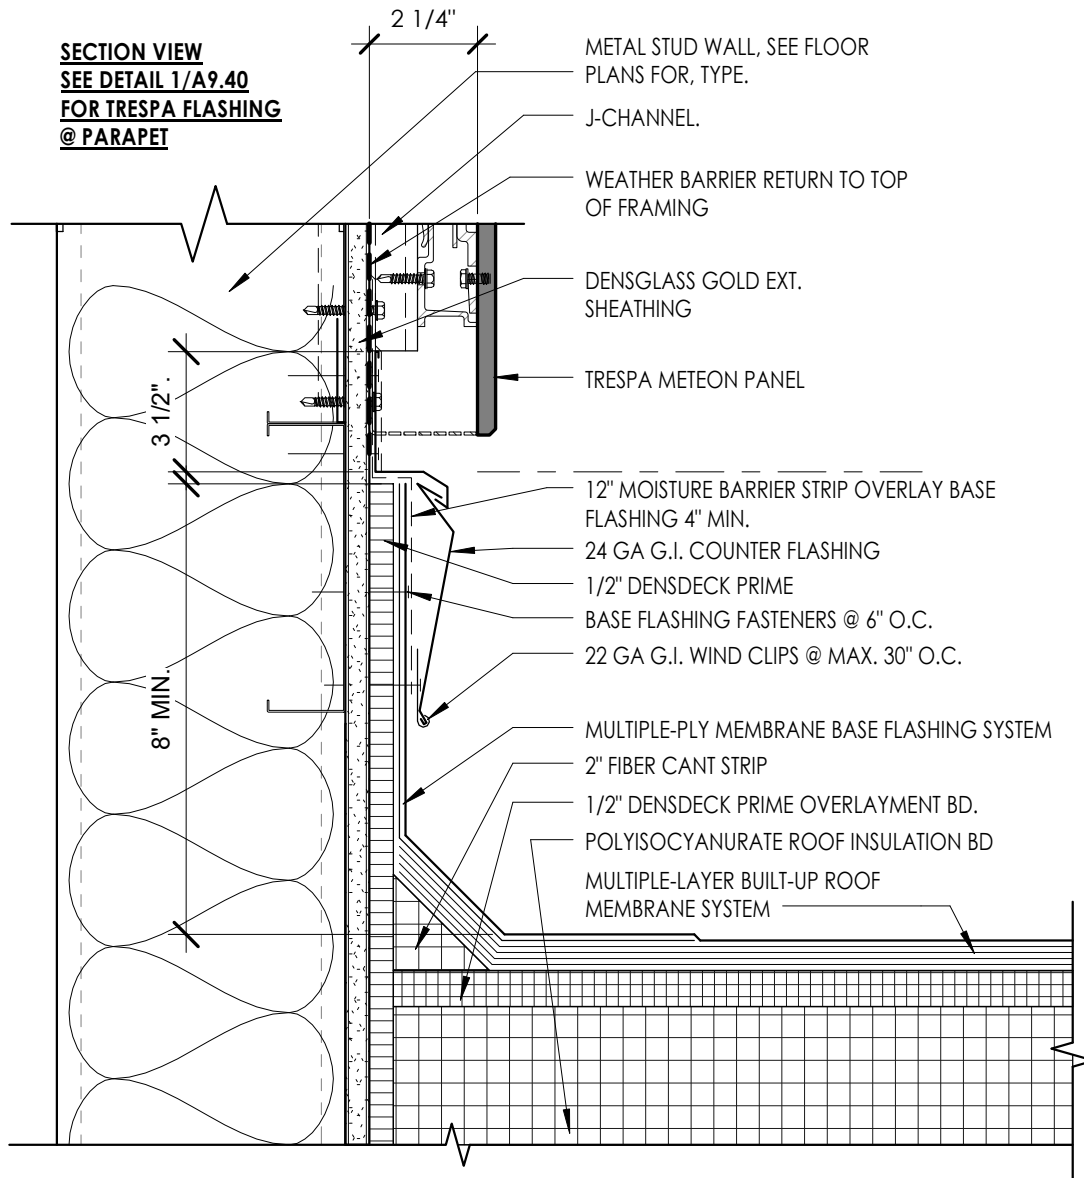 2 1/4"
SECTION VIEW
SEE DETAIL 1/A9.40
FOR TRESPA FLASHING
@ PARAPET
METAL STUD WALL, SEE FLOOR
PLANS FOR, TYPE.
J-CHANNEL.
WEATHER BARRIER RETURN TO TOP
OF FRAMING
DENSGLASS GOLD EXT.
SHEATHING
TRESPA METEON PANEL
3 1/2".
12" MOISTURE BARRIER STRIP OVERLAY BASE
FLASHING 4" MIN.
24 GA G.I. COUNTER FLASHING
1/2" DENSDECK PRIME
BASE FLASHING FASTENERS @ 6" O.C.
22 GA G.I. WIND CLIPS @ MAX. 30" O.C.
8" MIN.
MULTIPLE-PLY MEMBRANE BASE FLASHING SYSTEM
2" FIBER CANT STRIP
1/2" DENSDECK PRIME OVERLAYMENT BD.
POLYISOCYANURATE ROOF INSULATION BD
MULTIPLE-LAYER BUILT-UP ROOF
MEMBRANE SYSTEM